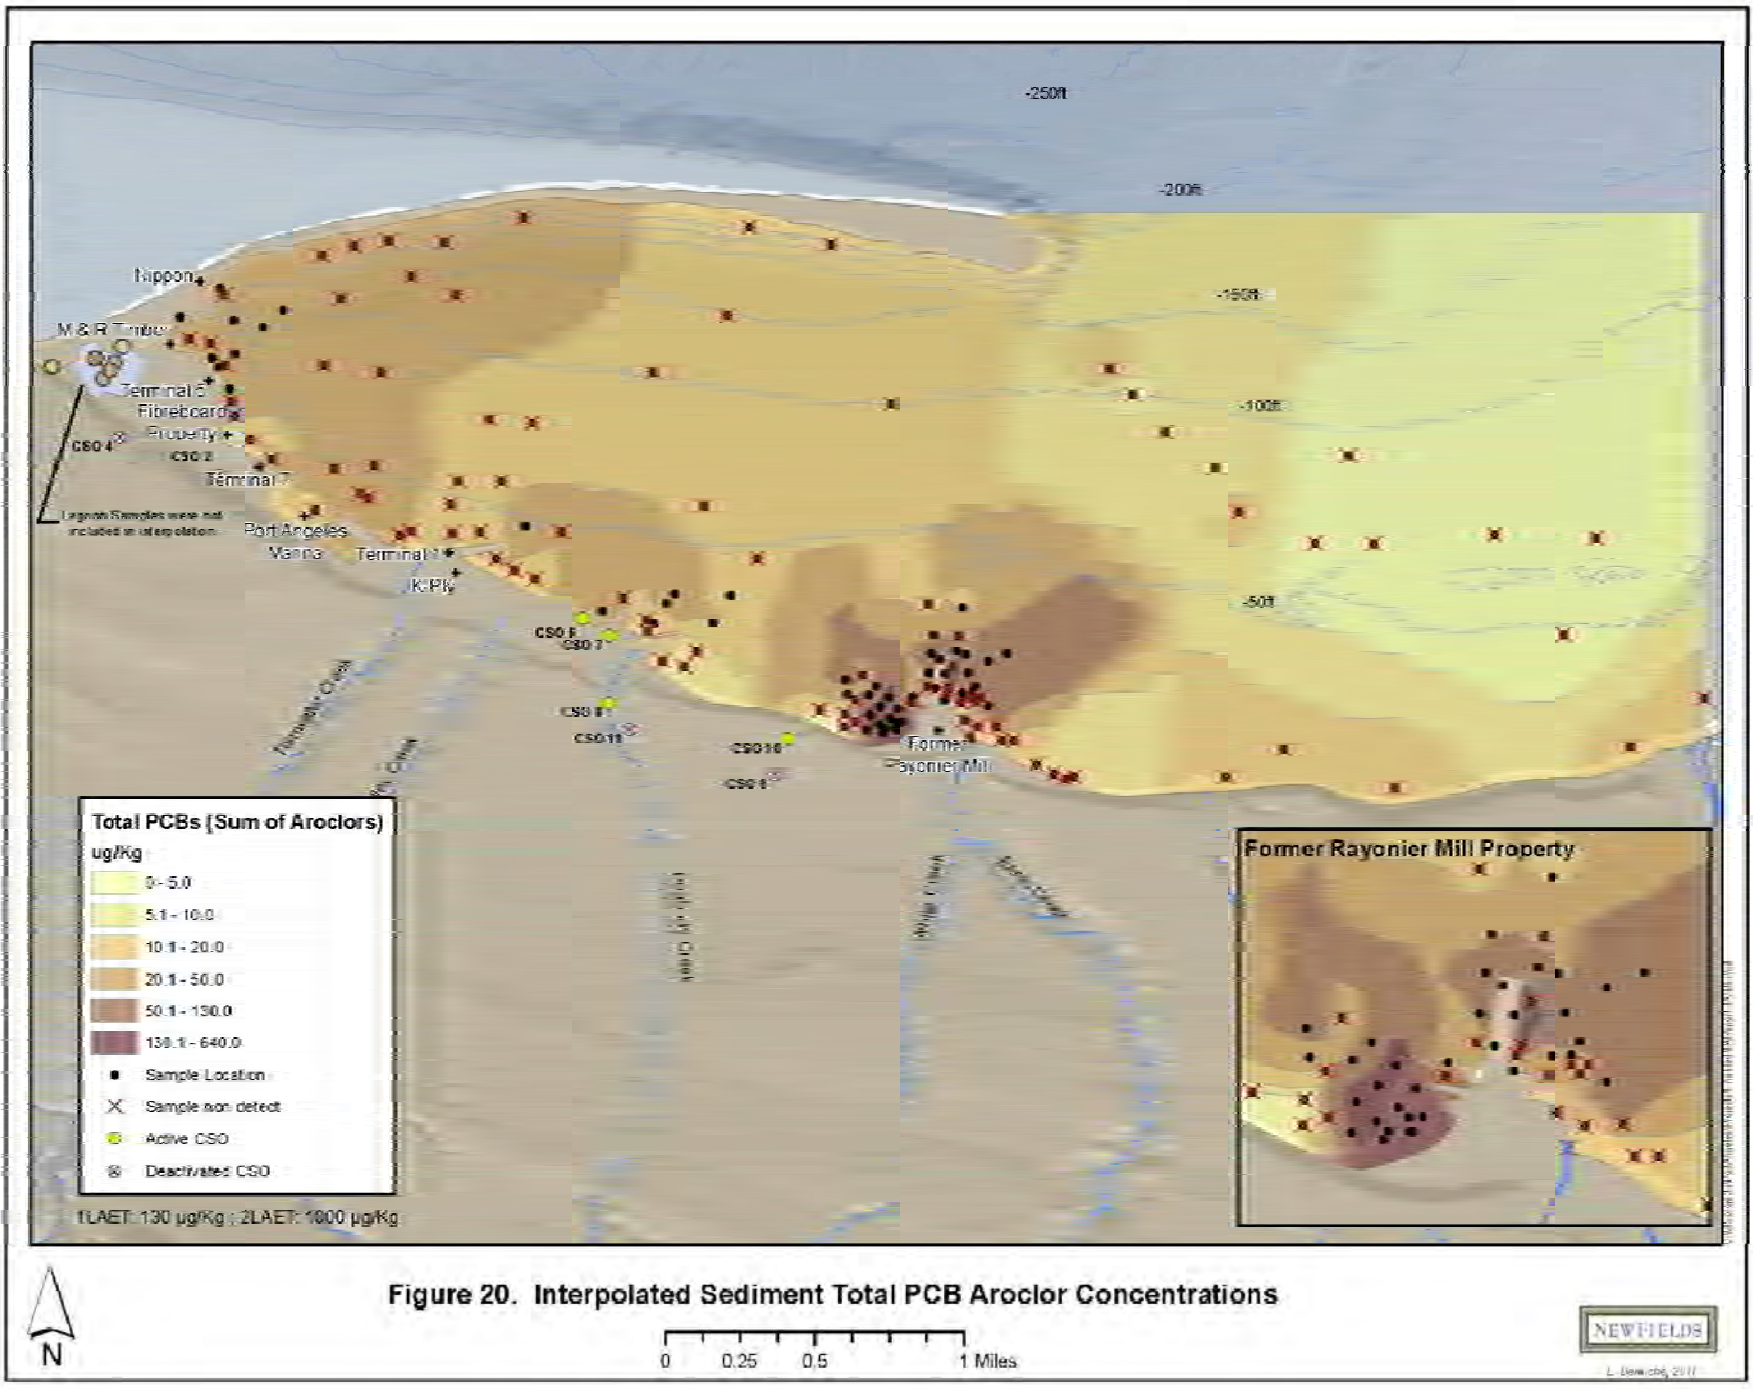 -250ft
-200ft
-150ft
-100ft
-50ft
Nippon
M & R Timber
Terminal 5
Fibreboard
Property
CSO 4
CSO 2
Terminal 7
Lagoon Samples were not
included in interpolation
Port Angeles
Marina
Terminal 1
K-Ply
CSO 6
CSO 7
CSO 8
CSO 11
CSO 10
Former
Rayonier Mill
Creek
Creek
Creek
Total PCBs (Sum of Aroclors)
ug/Kg
0 - 5.0
5.1 - 10.0
10.1 - 20.0
20.1 - 50.0
50.1 - 130.0
130.1 - 640.0
Sample Location
Sample non detect
Active CSO
Deactivated CSO
1LAET: 130 µg/Kg ; 2LAET: 1000 µg/Kg
Former Rayonier Mill Property
Figure 20. Interpolated Sediment Total PCB Aroclor Concentrations
N
0 0.25 0.5 1 Miles
NEWFIELDS